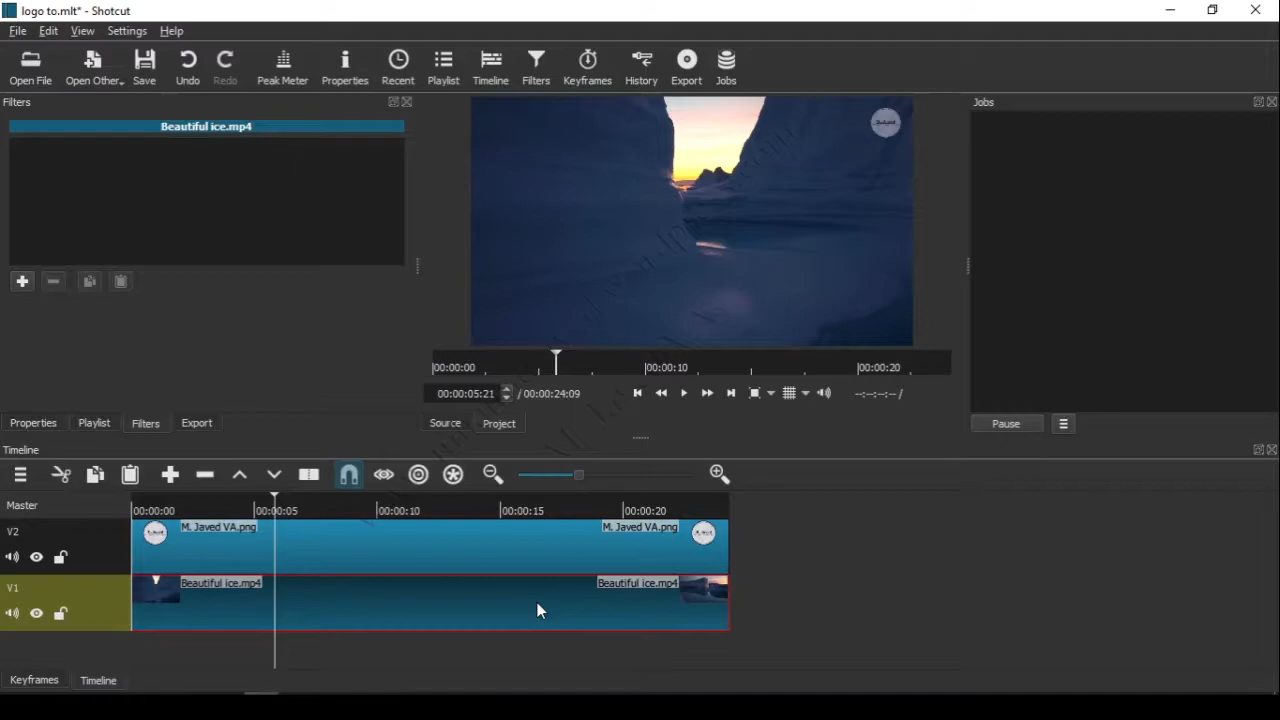 logo to.mlt* - Shotcut
File Edit View Settings Help
Open File Open Other Save Undo Redo Peak Meter Properties Recent Playlist Timeline Filters Keyframes History Export Jobs
Filters
Jobs
Beautiful ice.mp4
00:00:00 00:00:10 00:00:20
00:00:05:21 / 00:00:24:09 --:--:--:-- /
Properties Playlist Filters Export Source Project Pause
Timeline
Master 00:00:00 00:00:05 00:00:10 00:00:15 00:00:20
V2 M. Javed VA.png M. Javed VA.png
V1 Beautiful ice.mp4 Beautiful ice.mp4
Keyframes Timeline